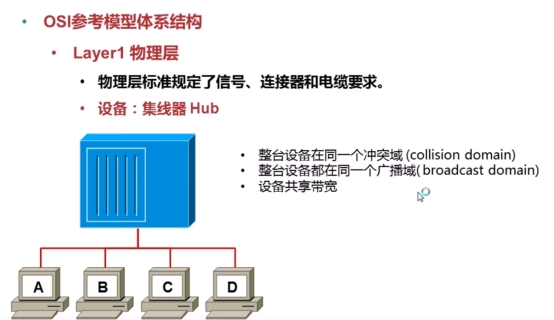 OSI参考模型体系结构
Layer1 物理层
物理层标准规定了信号、连接器和电缆要求。
设备：集线器 Hub
整台设备在同一个冲突域 (collision domain)
整台设备都在同一个广播域( broadcast domain)
设备共享带宽
A B C D